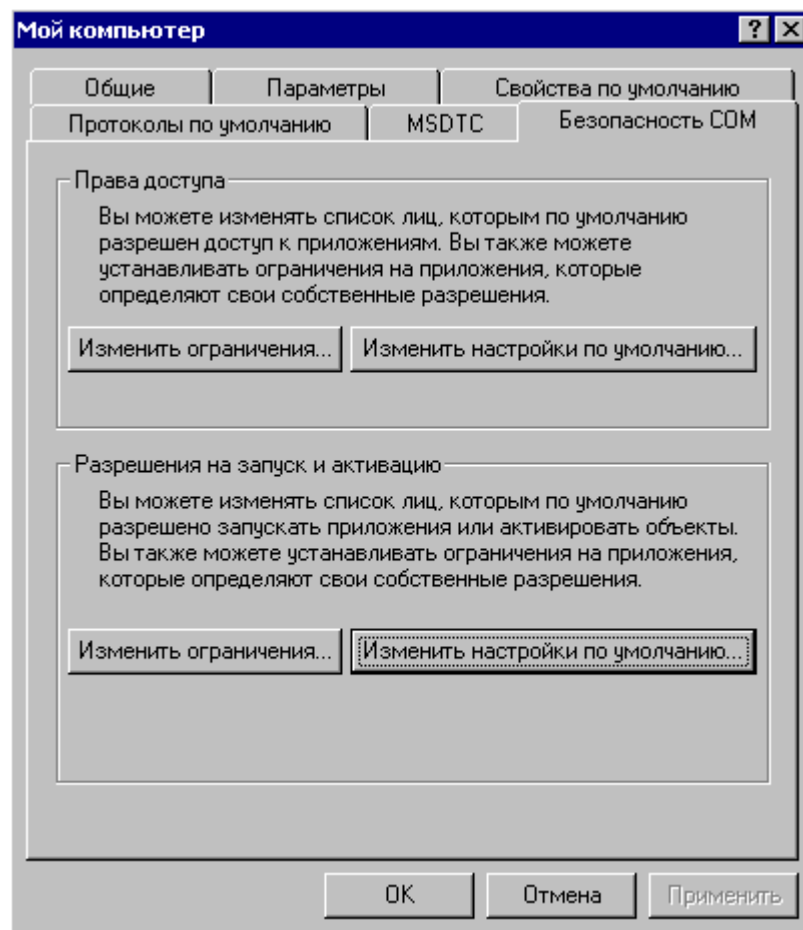 Мой компьютер
Общие
Параметры
Свойства по умолчанию
Протоколы по умолчанию
MSDTC
Безопасность COM
Права доступа
Вы можете изменять список лиц, которым по умолчанию
разрешен доступ к приложениям. Вы также можете
устанавливать ограничения на приложения, которые
определяют свои собственные разрешения.
Изменить ограничения...
Изменить настройки по умолчанию...
Разрешения на запуск и активацию
Вы можете изменять список лиц, которым по умолчанию
разрешено запускать приложения или активировать объекты.
Вы также можете устанавливать ограничения на приложения,
которые определяют свои собственные разрешения.
Изменить ограничения...
Изменить настройки по умолчанию...
OK
Отмена
Применить